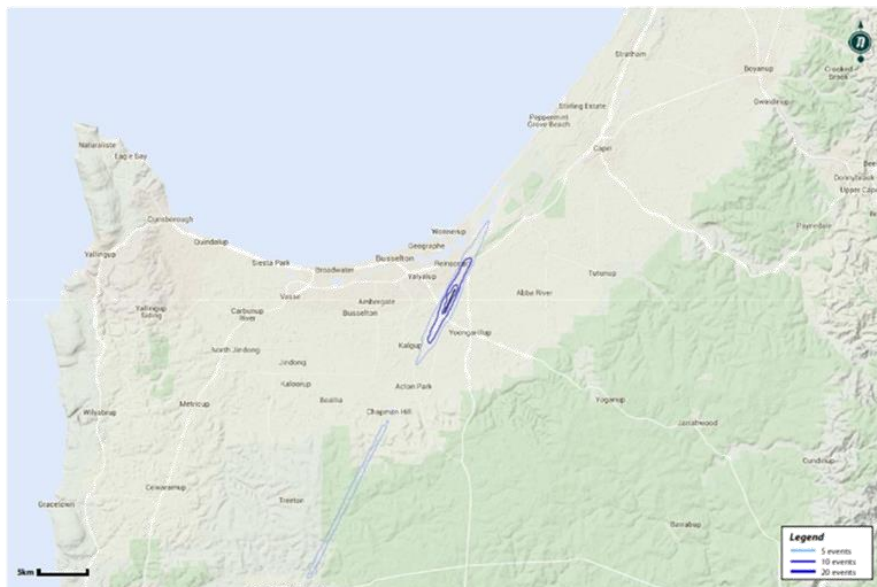 Stratham
Boyanup
Crooked
Brook
Stirling Estate
Gwindinup
Peppermint
Grove Beach
Naturaliste
Eagle Bay
Capel
Donnybrook
Upper Cape
Dunsborough
Wonnerup
Paynedale
Quindalup
Geographe
Yallingup
Siesta Park
Busselton
Reinscourt
Broadwater
Yalyalup
Tutunup
Vasse
Abba River
Ambergate
Yallingup
Siding
Carbunup
River
Busselton
Yoongarillup
Kaligup
North Jindong
Jindong
Acton Park
Kaloorup
Boallia
Yoganup
Metricup
Chapman Hill
Wilyabrup
Jarrahwood
Cundinup
Cowaramup
Treeton
Gracetown
Barrabup
Legend
5 events
10 events
20 events
5km